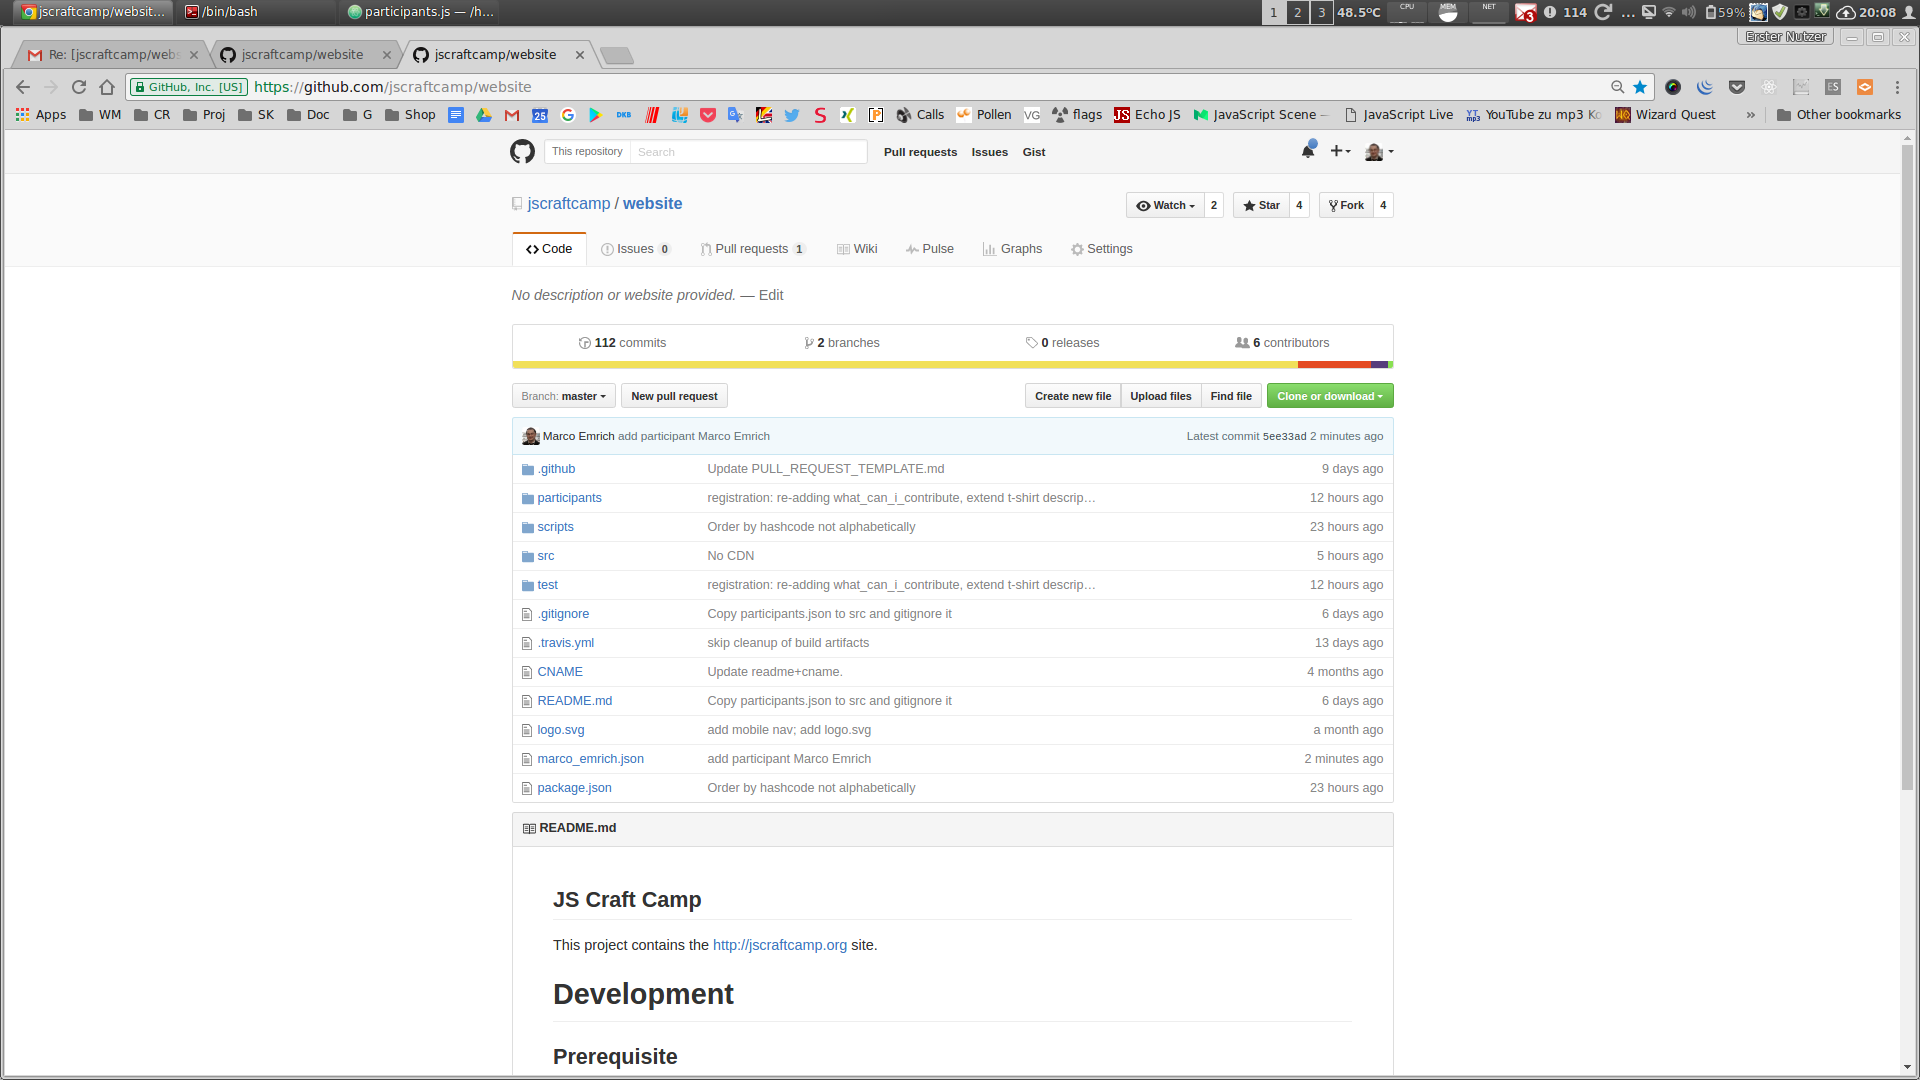 jscraftcamp/websit...
/bin/bash
participants.js — /h...
1 2 3 48.5ºC CPU MEM NET 3 114 ... 59% 20:08
Erster Nutzer
Re: [jscraftcamp/webs
jscraftcamp/website
jscraftcamp/website
GitHub, Inc. [US] https://github.com/jscraftcamp/website
Apps WM CR Proj SK Doc G Shop Calls Pollen flags Echo JS JavaScript Scene – JavaScript Live YouTube zu mp3 Ko Wizard Quest » Other bookmarks
This repository Search Pull requests Issues Gist
jscraftcamp / website
Watch 2 Star 4 Fork 4
Code Issues 0 Pull requests 1 Wiki Pulse Graphs Settings
No description or website provided. — Edit
112 commits 2 branches 0 releases 6 contributors
Branch: master New pull request Create new file Upload files Find file Clone or download
Marco Emrich add participant Marco Emrich Latest commit 5ee33ad 2 minutes ago
.github Update PULL_REQUEST_TEMPLATE.md 9 days ago
participants registration: re-adding what_can_i_contribute, extend t-shirt descrip… 12 hours ago
scripts Order by hashcode not alphabetically 23 hours ago
src No CDN 5 hours ago
test registration: re-adding what_can_i_contribute, extend t-shirt descrip… 12 hours ago
.gitignore Copy participants.json to src and gitignore it 6 days ago
.travis.yml skip cleanup of build artifacts 13 days ago
CNAME Update readme+cname. 4 months ago
README.md Copy participants.json to src and gitignore it 6 days ago
logo.svg add mobile nav; add logo.svg a month ago
marco_emrich.json add participant Marco Emrich 2 minutes ago
package.json Order by hashcode not alphabetically 23 hours ago
README.md
JS Craft Camp
This project contains the http://jscraftcamp.org site.
Development
Prerequisite